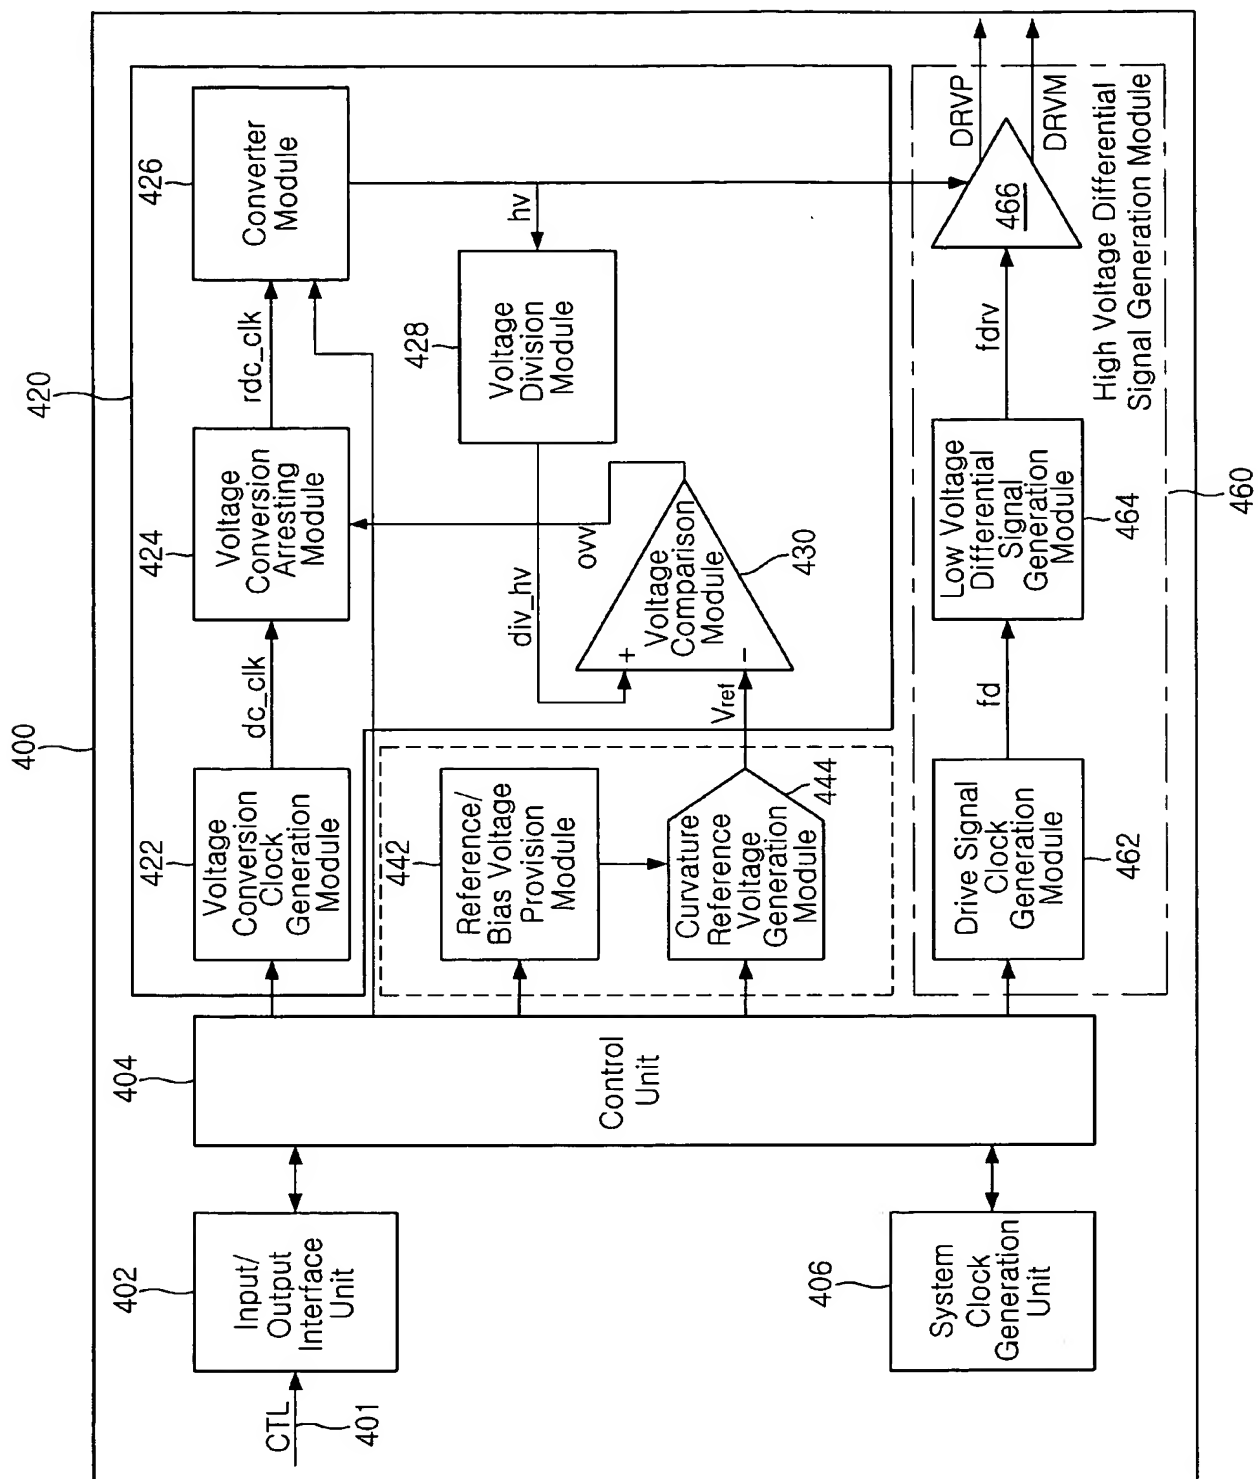 400
420
CTL
401
402
Input/
Output
Interface
Unit
404
Control
Unit
406
System
Clock
Generation
Unit
422
Voltage
Conversion
Clock
Generation
Module
dc_clk
424
Voltage
Conversion
Arresting
Module
rdc_clk
426
Converter
Module
hv
428
Voltage
Division
Module
div_hv
ovv
+
-
Voltage
Comparison
Module
430
Vref
442
Reference/
Bias Voltage
Provision
Module
Curvature
Reference
Voltage
Generation
Module
444
Drive Signal
Clock
Generation
Module
462
fd
Low Voltage
Differential
Signal
Generation
Module
464
fdrv
466
DRVP
DRVM
High Voltage Differential
Signal Generation Module
460